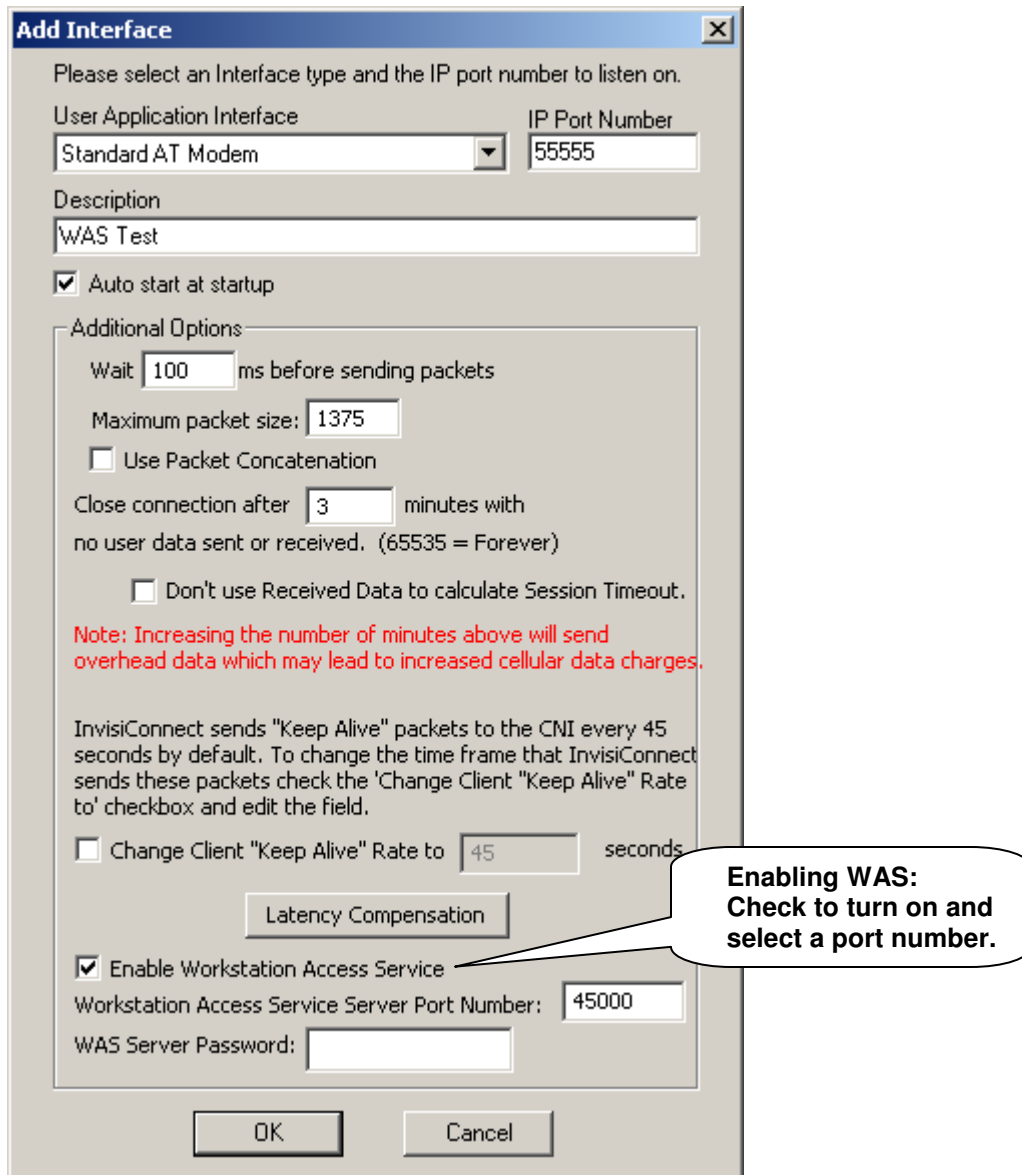 Add Interface
Please select an Interface type and the IP port number to listen on.
User Application Interface
IP Port Number
Standard AT Modem
55555
Description
WAS Test
Auto start at startup
Additional Options
Wait 100 ms before sending packets
Maximum packet size: 1375
Use Packet Concatenation
Close connection after 3 minutes with
no user data sent or received. (65535 = Forever)
Don't use Received Data to calculate Session Timeout.
Note: Increasing the number of minutes above will send
overhead data which may lead to increased cellular data charges.
InvisiConnect sends "Keep Alive" packets to the CNI every 45
seconds by default. To change the time frame that InvisiConnect
sends these packets check the 'Change Client "Keep Alive" Rate
to' checkbox and edit the field.
Change Client "Keep Alive" Rate to 45 seconds
Enabling WAS:
Check to turn on and
select a port number.
Latency Compensation
Enable Workstation Access Service
Workstation Access Service Server Port Number: 45000
WAS Server Password:
OK
Cancel